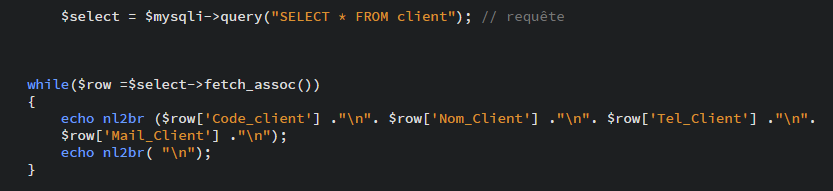 $select = $mysqli->query("SELECT * FROM client"); // requête
while($row =$select->fetch_assoc())
{
echo nl2br ($row['Code_client'] ."\n". $row['Nom_Client'] ."\n". $row['Tel_Client'] ."\n".
$row['Mail_Client'] ."\n");
echo nl2br( "\n");
}